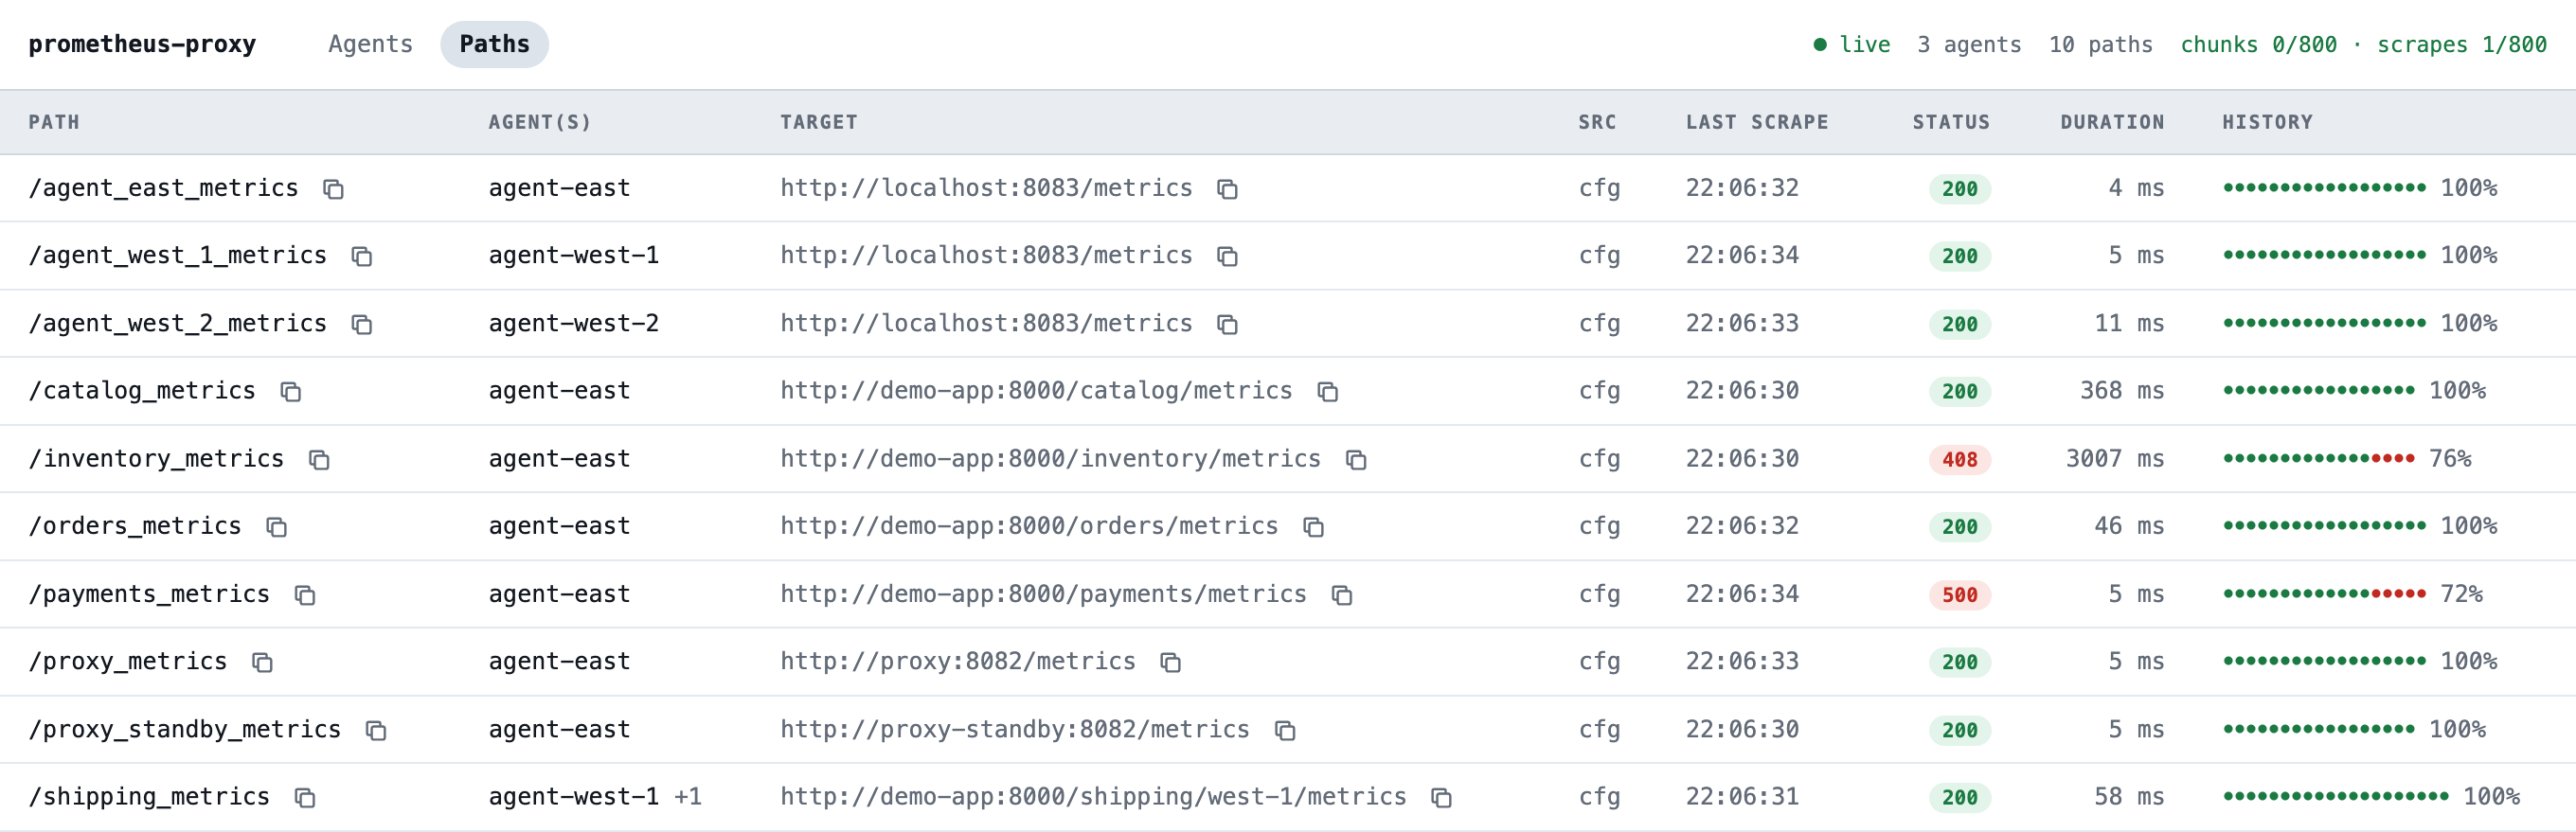 prometheus-proxy Agents Paths live 3 agents 10 paths chunks 0/800 · scrapes 1/800
PATH AGENT(S) TARGET SRC LAST SCRAPE STATUS DURATION HISTORY
/agent_east_metrics agent-east http://localhost:8083/metrics cfg 22:06:32 200 4 ms 100%
/agent_west_1_metrics agent-west-1 http://localhost:8083/metrics cfg 22:06:34 200 5 ms 100%
/agent_west_2_metrics agent-west-2 http://localhost:8083/metrics cfg 22:06:33 200 11 ms 100%
/catalog_metrics agent-east http://demo-app:8000/catalog/metrics cfg 22:06:30 200 368 ms 100%
/inventory_metrics agent-east http://demo-app:8000/inventory/metrics cfg 22:06:30 408 3007 ms 76%
/orders_metrics agent-east http://demo-app:8000/orders/metrics cfg 22:06:32 200 46 ms 100%
/payments_metrics agent-east http://demo-app:8000/payments/metrics cfg 22:06:34 500 5 ms 72%
/proxy_metrics agent-east http://proxy:8082/metrics cfg 22:06:33 200 5 ms 100%
/proxy_standby_metrics agent-east http://proxy-standby:8082/metrics cfg 22:06:30 200 5 ms 100%
/shipping_metrics agent-west-1 +1 http://demo-app:8000/shipping/west-1/metrics cfg 22:06:31 200 58 ms 100%